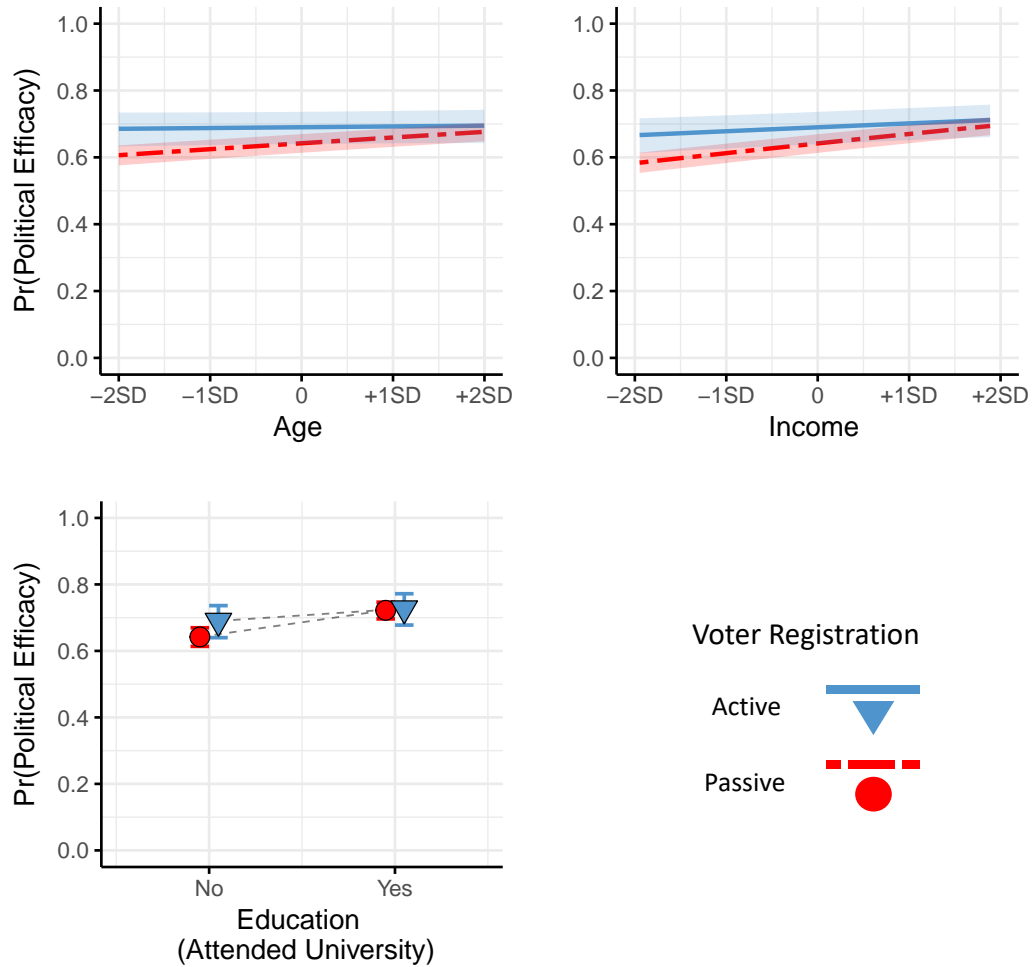 Pr(Political Efficacy)
1.0
0.8
0.6
0.4
0.2
0.0
−2SD −1SD 0 +1SD +2SD
Age
1.0
0.8
0.6
0.4
0.2
0.0
−2SD −1SD 0 +1SD +2SD
Income
Pr(Political Efficacy)
1.0
0.8
0.6
0.4
0.2
0.0
No Yes
Education
(Attended University)
Voter Registration
Active
Passive